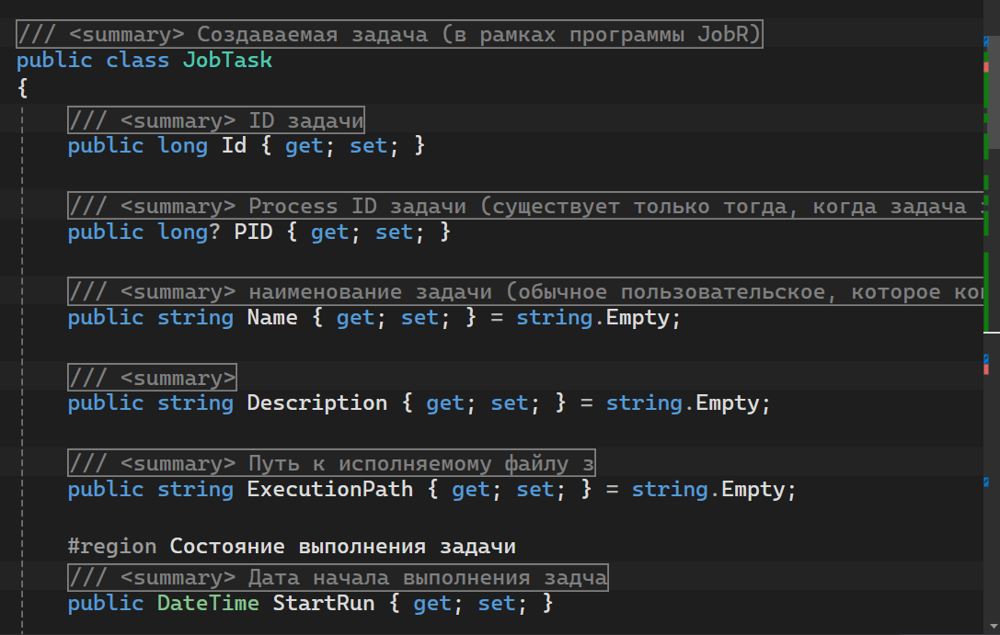 /// <summary> Создаваемая задача (в рамках программы JobR)
public class JobTask
{
/// <summary> ID задачи
public long Id { get; set; }
/// <summary> Process ID задачи (существует только тогда, когда задача
public long? PID { get; set; }
/// <summary> наименование задачи (обычное пользовательское, которое
public string Name { get; set; } = string.Empty;
/// <summary>
public string Description { get; set; } = string.Empty;
/// <summary> Путь к исполняемому файлу з
public string ExecutionPath { get; set; } = string.Empty;
#region Состояние выполнения задачи
/// <summary> Дата начала выполнения задча
public DateTime StartRun { get; set; }